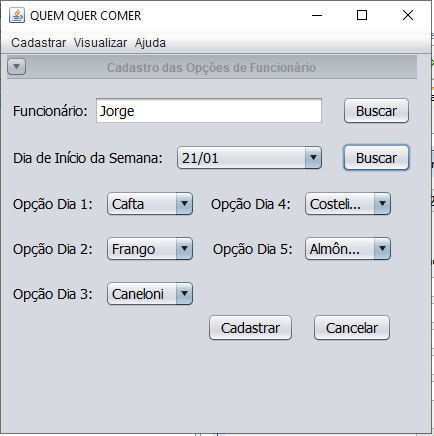 QUEM QUER COMER
Cadastrar Visualizar Ajuda
Cadastro das Opções de Funcionário
Funcionário: Jorge Buscar
Dia de Início da Semana: 21/01 Buscar
Opção Dia 1: Cafta Opção Dia 4: Costeli...
Opção Dia 2: Frango Opção Dia 5: Almôn...
Opção Dia 3: Caneloni
Cadastrar Cancelar